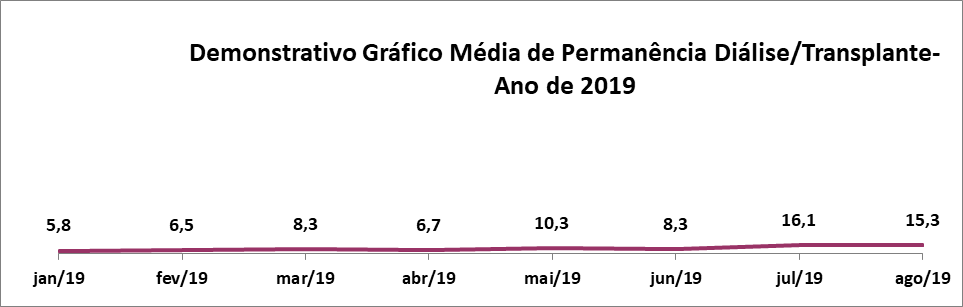 Demonstrativo Gráfico Média de Permanência Diálise/Transplante-
Ano de 2019
5,8 6,5 8,3 6,7 10,3 8,3 16,1 15,3
jan/19 fev/19 mar/19 abr/19 mai/19 jun/19 jul/19 ago/19